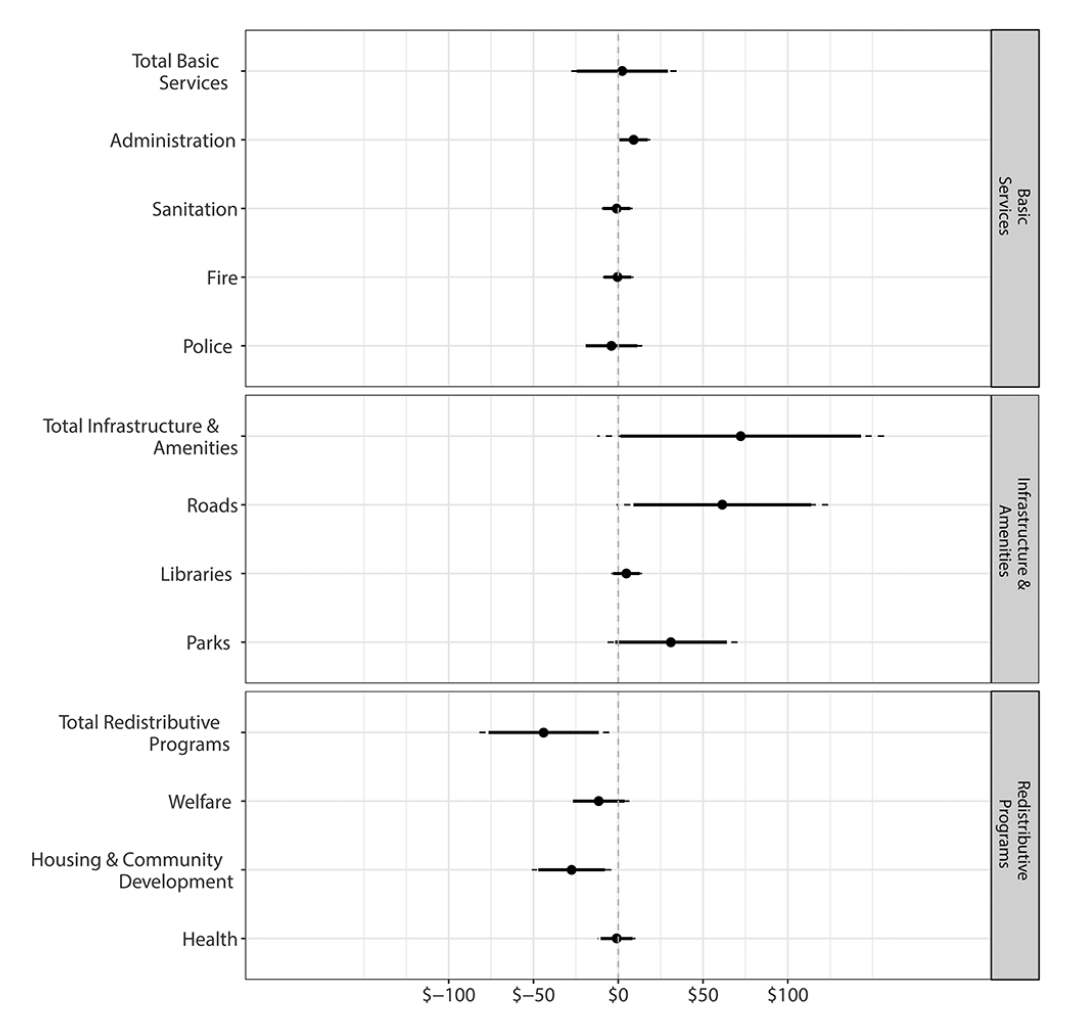 Total Basic
Services
Administration
Sanitation
Fire
Police
Basic
Services
Total Infrastructure &
Amenities
Roads
Libraries
Parks
Infrastructure &
Amenities
Total Redistributive
Programs
Welfare
Housing & Community
Development
Health
Redistributive
Programs
$−100 $−50 $0 $50 $100